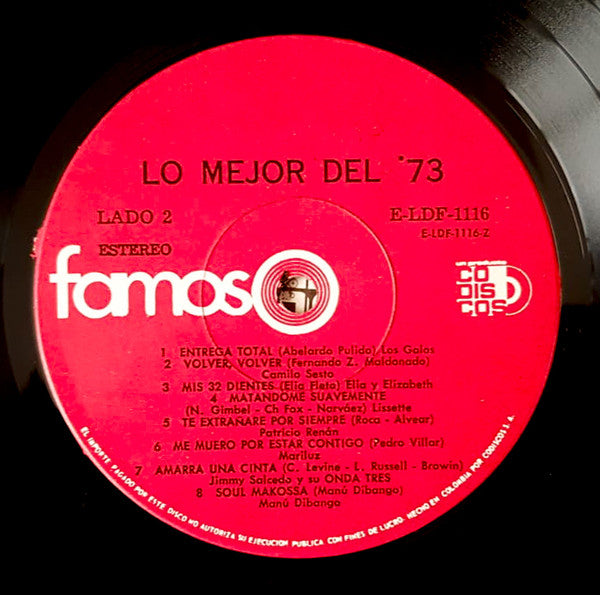 LO MEJOR DEL '73
LADO 2
E-LDF-1116
E-LDF-1116-2
ESTEREO
famoso
un producto
CODISCOS
1 ENTREGA TOTAL (Abelardo Pulido) Los Golos
2 VOLVER, VOLVER (Fernando Z. Maldonado)
Camilo Sesto
3 MIS 32 DIENTES (Elia Fleta) Elia y Elizabeth
4 MATANDOME SUAVEMENTE
(N. Gimbel - Ch Fox - Narváez) Lissette
5 TE EXTRAÑARE POR SIEMPRE (Roca - Alvear)
Patricio Renán
6 ME MUERO POR ESTAR CONTIGO (Pedro Villar)
Mariluz
7 AMARRA UNA CINTA (C. Levine - L. Russell - Browin)
Jimmy Salcedo y su ONDA TRES
8 SOUL MAKOSSA (Manú Dibango)
Manú Dibango
EL IMPORTE PAGADO POR ESTE DISCO NO AUTORIZA SU EJECUCION PUBLICA CON FINES DE LUCRO. HECHO EN COLOMBIA POR CODISCOS S. A.